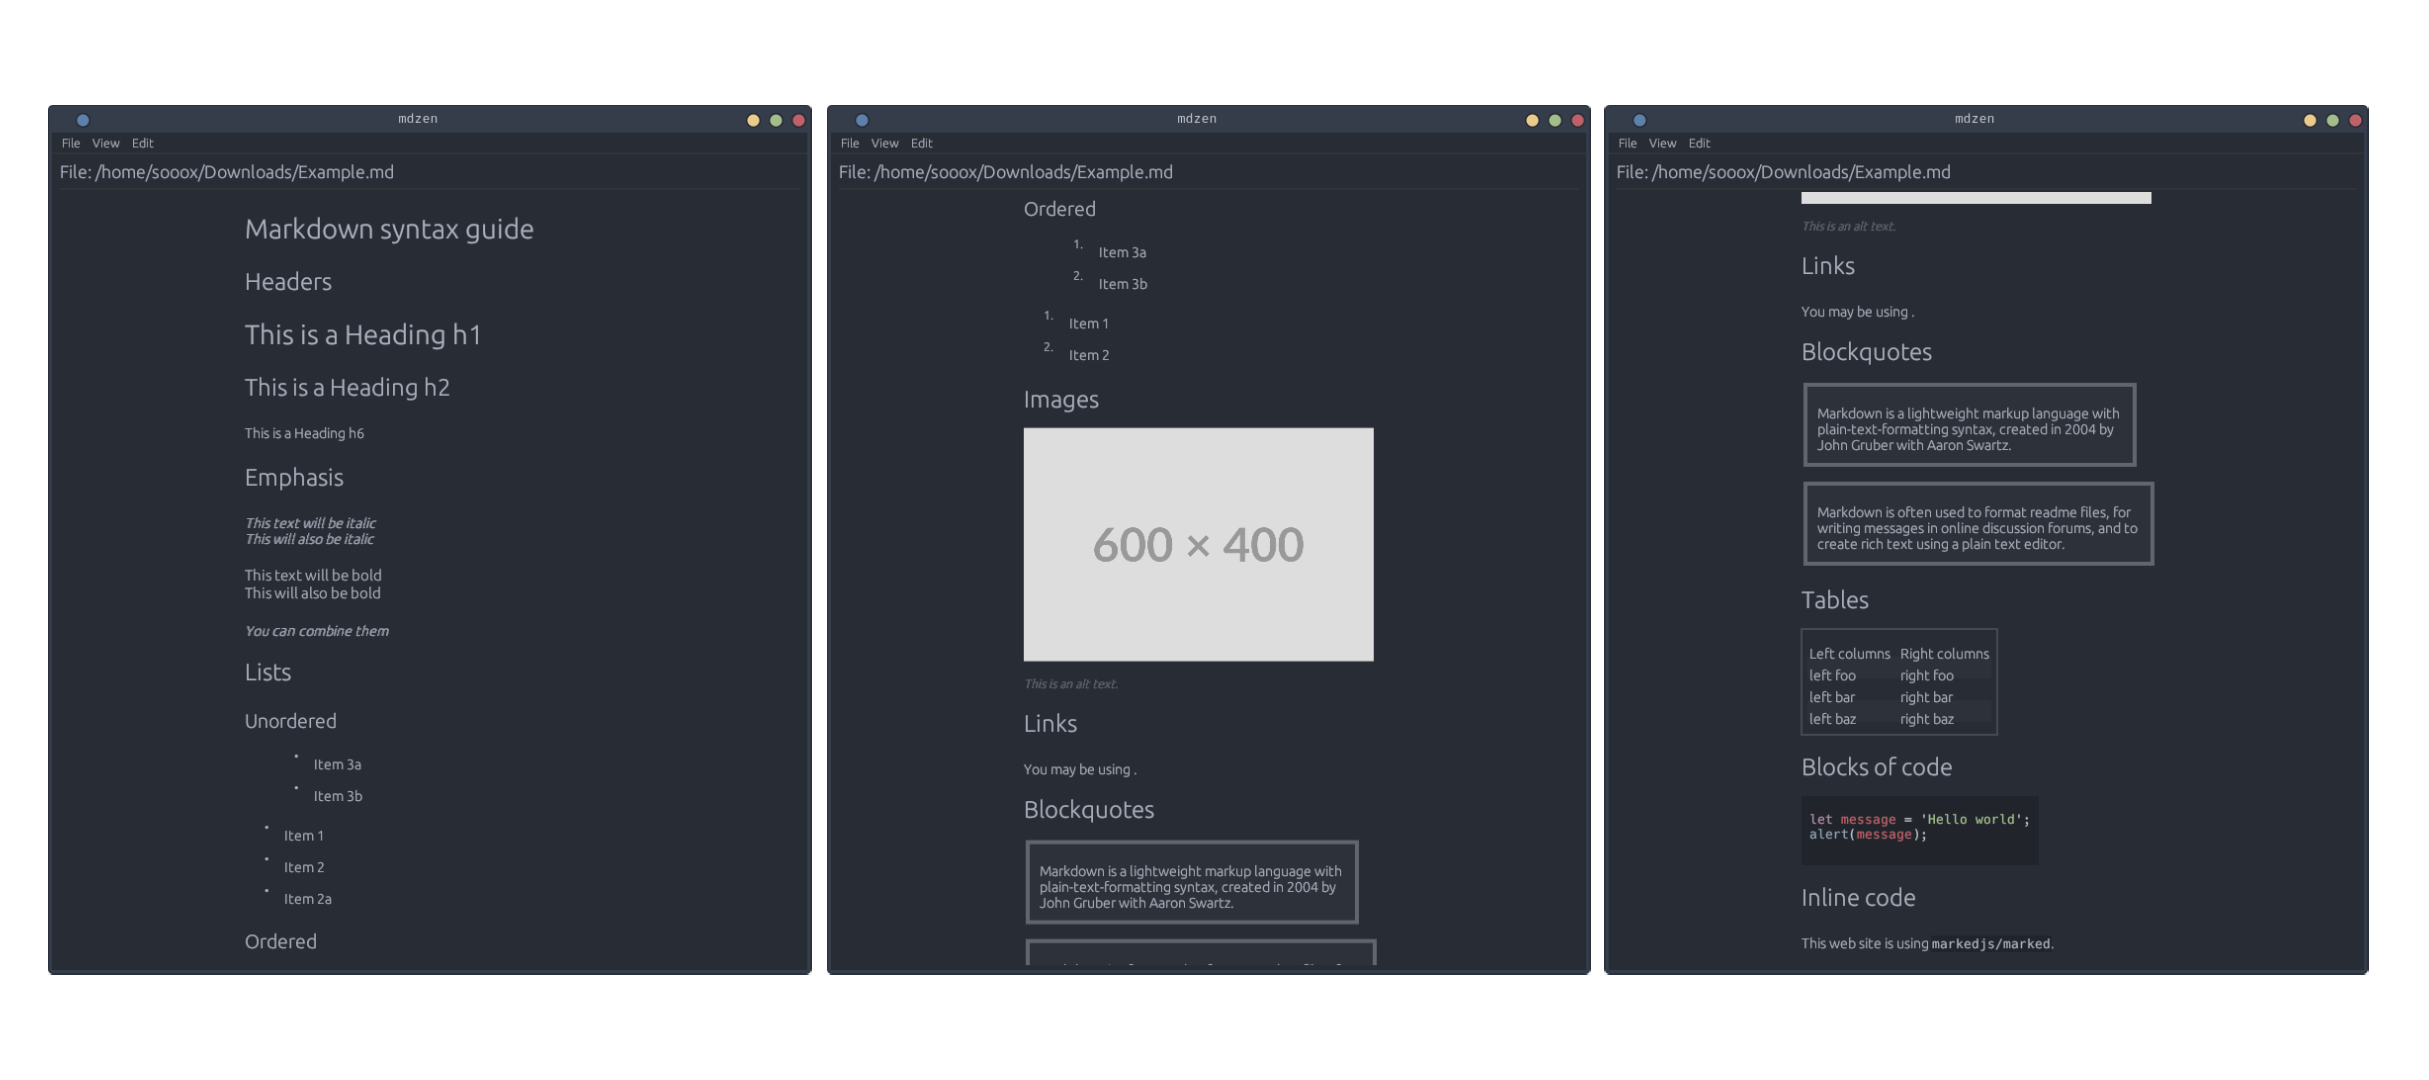 mdzen
File View Edit
File: /home/sooox/Downloads/Example.md
Markdown syntax guide
Headers
This is a Heading h1
This is a Heading h2
This is a Heading h6
Emphasis
This text will be italic
This will also be italic
This text will be bold
This will also be bold
You can combine them
Lists
Unordered
• Item 3a
• Item 3b
• Item 1
• Item 2
• Item 2a
Ordered
mdzen
File View Edit
File: /home/sooox/Downloads/Example.md
Ordered
1. Item 3a
2. Item 3b
1. Item 1
2. Item 2
Images
600 × 400
This is an alt text.
Links
You may be using .
Blockquotes
Markdown is a lightweight markup language with
plain-text-formatting syntax, created in 2004 by
John Gruber with Aaron Swartz.
mdzen
File View Edit
File: /home/sooox/Downloads/Example.md
This is an alt text.
Links
You may be using .
Blockquotes
Markdown is a lightweight markup language with
plain-text-formatting syntax, created in 2004 by
John Gruber with Aaron Swartz.
Markdown is often used to format readme files, for
writing messages in online discussion forums, and to
create rich text using a plain text editor.
Tables
Left columns Right columns
left foo right foo
left bar right bar
left baz right baz
Blocks of code
let message = 'Hello world';
alert(message);
Inline code
This web site is using markedjs/marked.